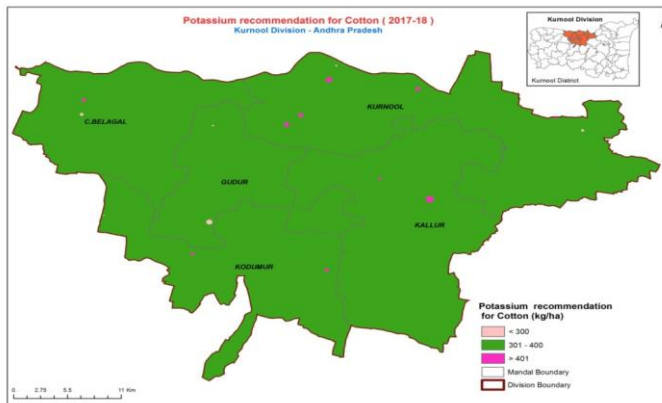 Potassium recommendation for Cotton ( 2017-18 )
Kurnool Division - Andhra Pradesh
Kurnool Division
Kurnool District
C.BELAGAL
KURNOOL
GUDUR
KALLUR
KODUMUR
Potassium recommendation
for Cotton (kg/ha)
< 300
301 - 400
> 401
Mandal Boundary
Division Boundary
0 2.75 5.5 11 Km